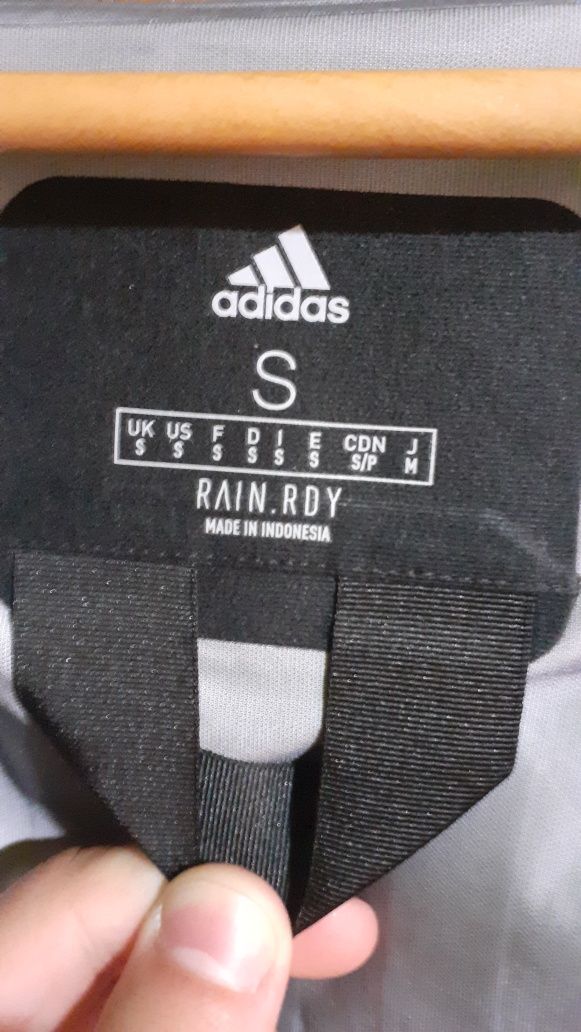 adidas
S
UK US F D I E CDN J
S S S S S S S/P M
RAIN.RDY
MADE IN INDONESIA